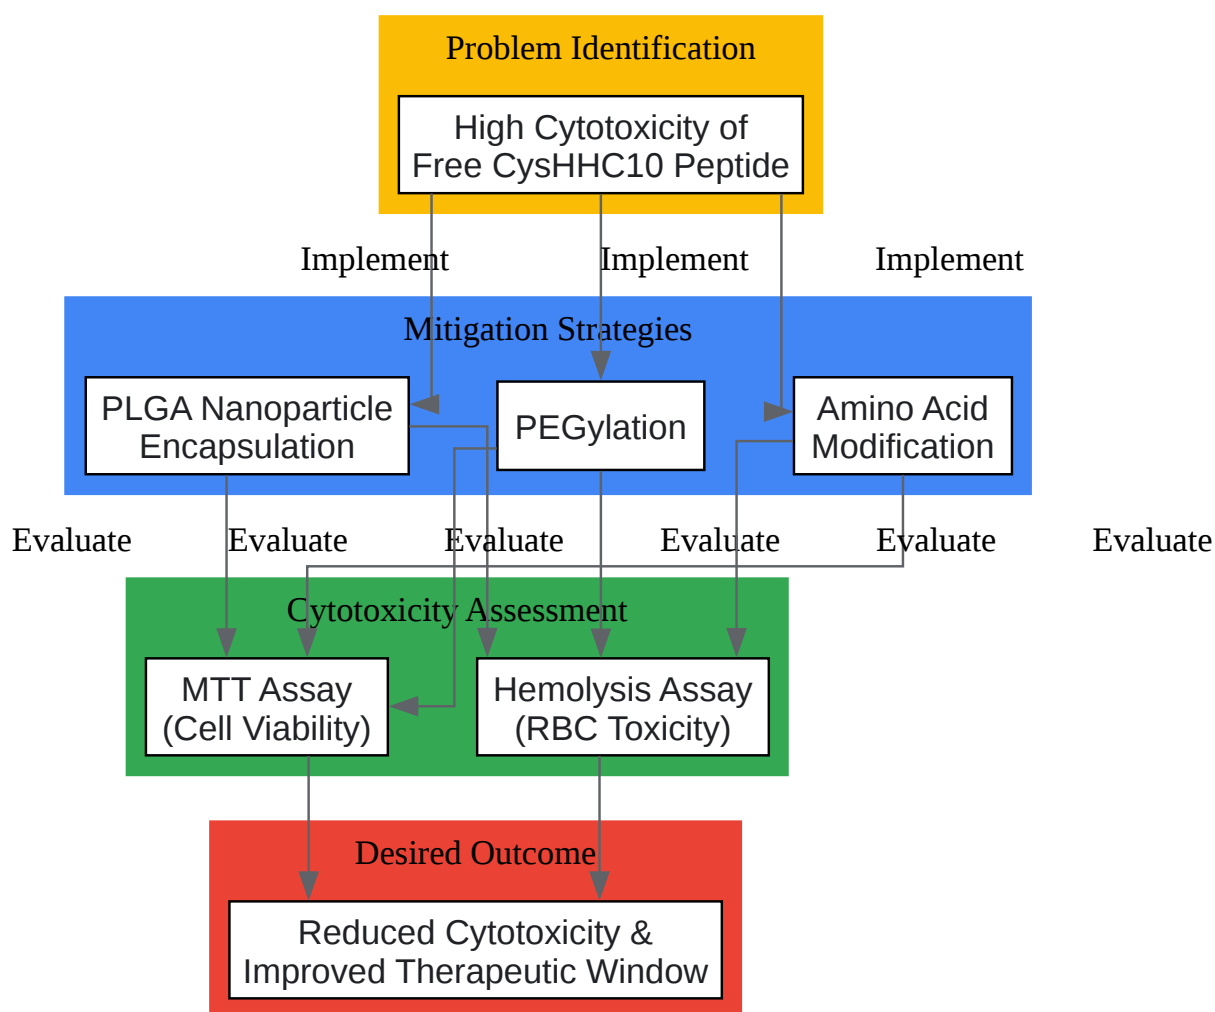 Problem Identification
High Cytotoxicity of
Free CysHHC10 Peptide
Implement
Implement
Implement
Mitigation Strategies
PLGA Nanoparticle
Encapsulation
PEGylation
Amino Acid
Modification
Evaluate
Evaluate
Evaluate
Evaluate
Evaluate
Evaluate
Cytotoxicity Assessment
MTT Assay
(Cell Viability)
Hemolysis Assay
(RBC Toxicity)
Desired Outcome
Reduced Cytotoxicity &
Improved Therapeutic Window